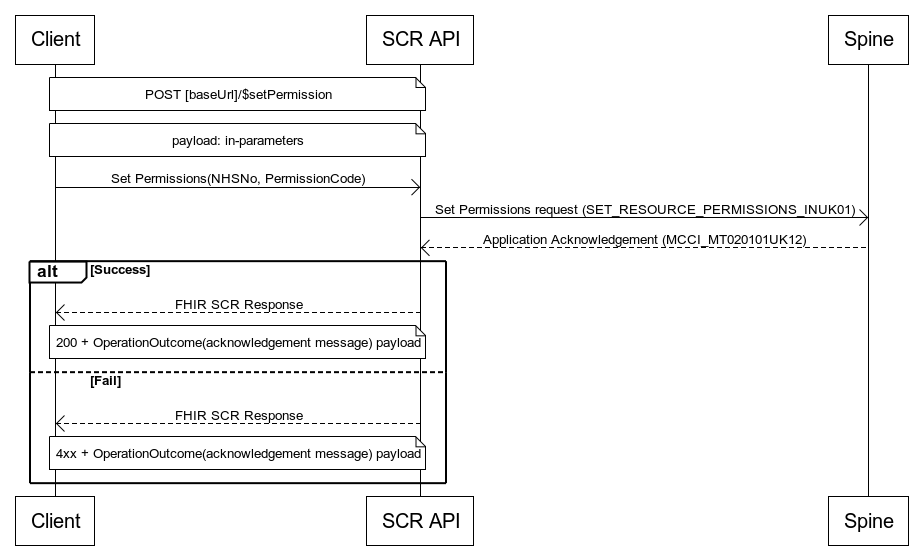 Client
SCR API
Spine
POST [baseUrl]/$setPermission
payload: in-parameters
Set Permissions(NHSNo, PermissionCode)
Set Permissions request (SET_RESOURCE_PERMISSIONS_INUK01)
Application Acknowledgement (MCCI_MT020101UK12)
alt
[Success]
FHIR SCR Response
200 + OperationOutcome(acknowledgement message) payload
[Fail]
FHIR SCR Response
4xx + OperationOutcome(acknowledgement message) payload
Client
SCR API
Spine